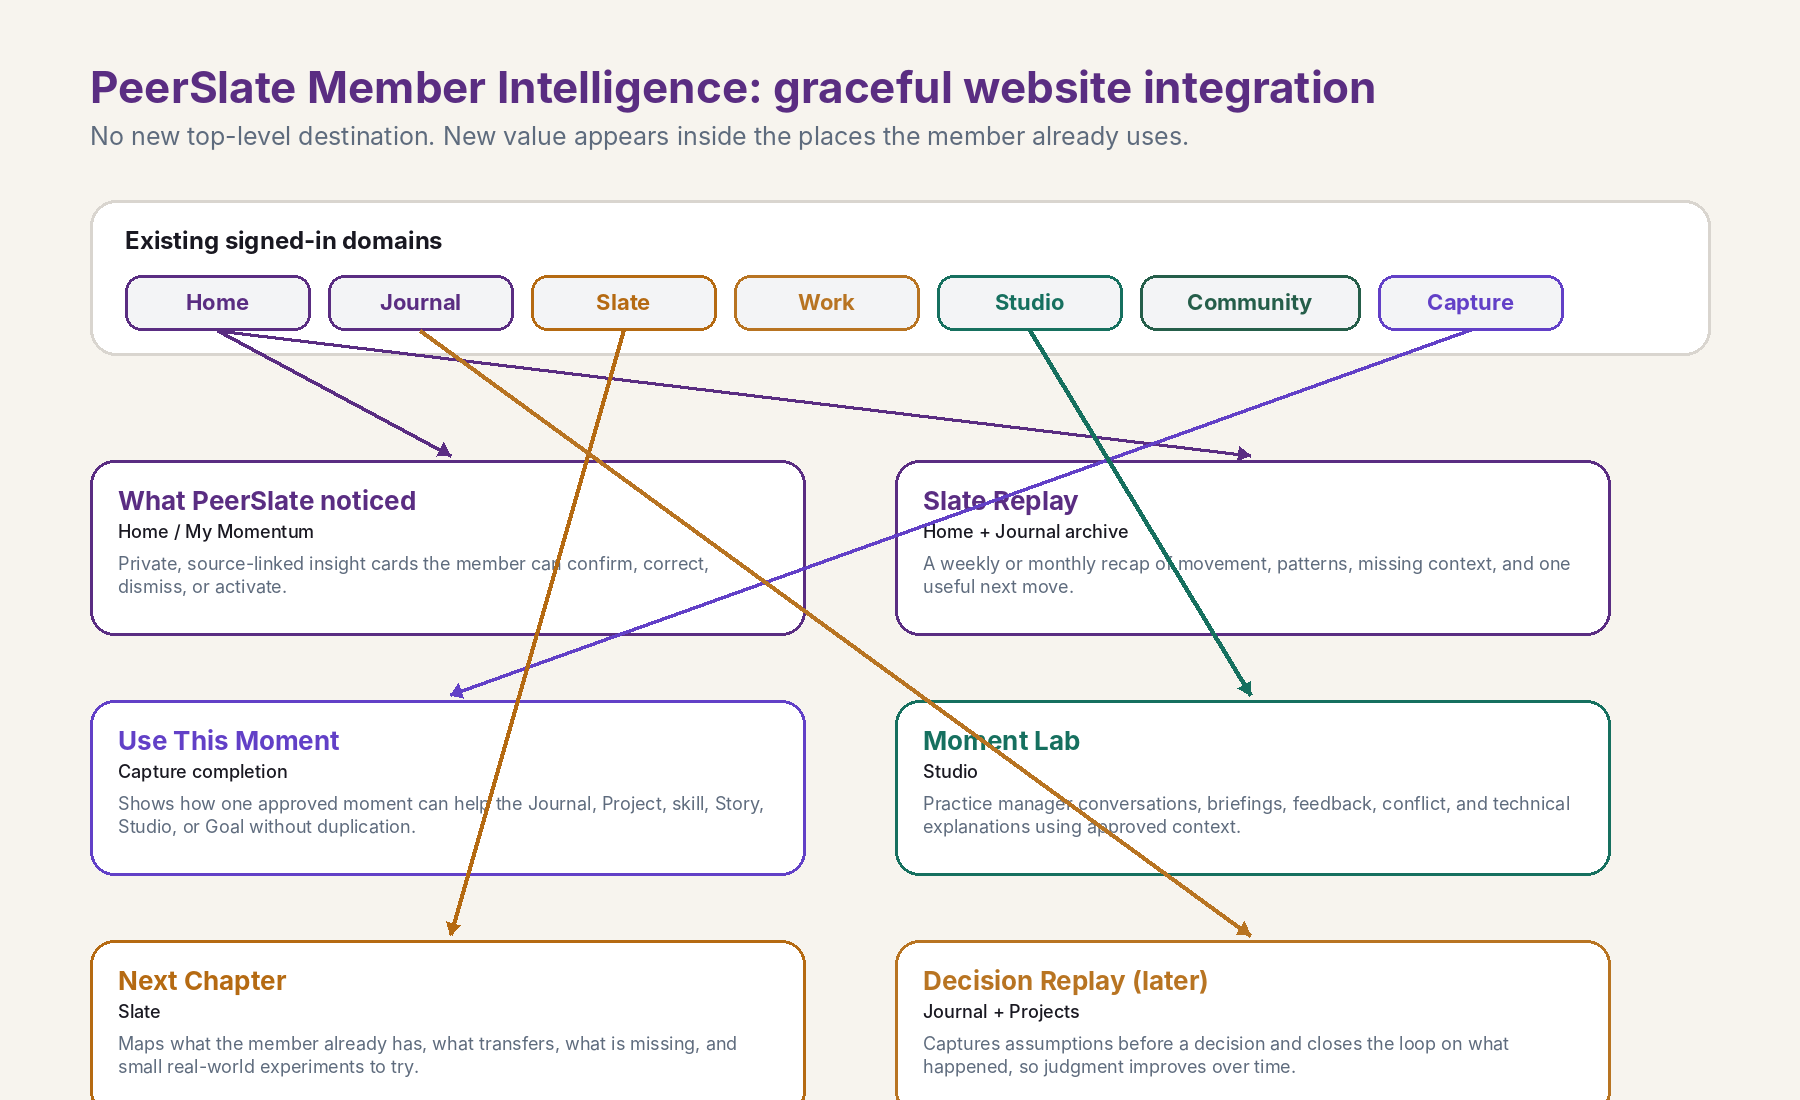 PeerSlate Member Intelligence: graceful website integration
No new top-level destination. New value appears inside the places the member already uses.
Existing signed-in domains
Home
Journal
Slate
Work
Studio
Community
Capture
What PeerSlate noticed
Home / My Momentum
Private, source-linked insight cards the member can confirm, correct,
dismiss, or activate.
Slate Replay
Home + Journal archive
A weekly or monthly recap of movement, patterns, missing context, and one
useful next move.
Use This Moment
Capture completion
Shows how one approved moment can help the Journal, Project, skill, Story,
Studio, or Goal without duplication.
Moment Lab
Studio
Practice manager conversations, briefings, feedback, conflict, and technical
explanations using approved context.
Next Chapter
Slate
Maps what the member already has, what transfers, what is missing, and
small real-world experiments to try.
Decision Replay (later)
Journal + Projects
Captures assumptions before a decision and closes the loop on what
happened, so judgment improves over time.